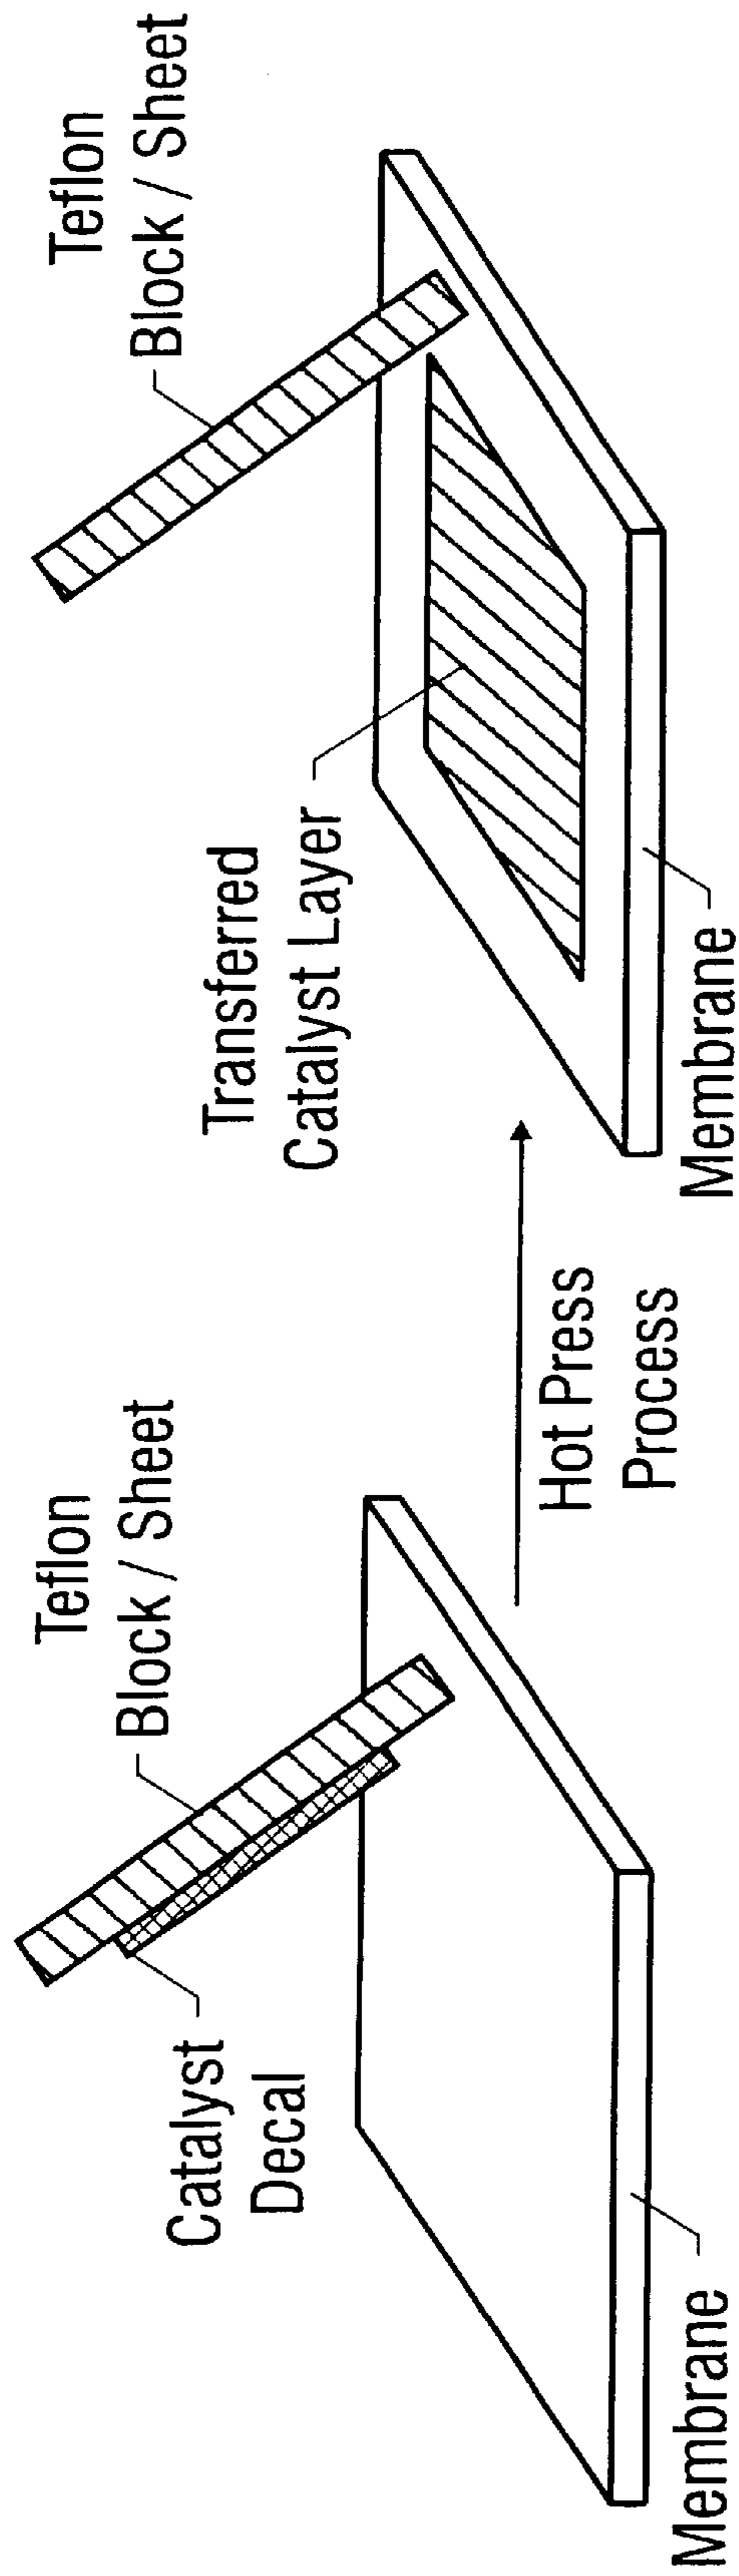 Teflon
Block / Sheet
Catalyst
Decal
Membrane
Hot Press
Process
Teflon
Block / Sheet
Transferred
Catalyst Layer
Membrane